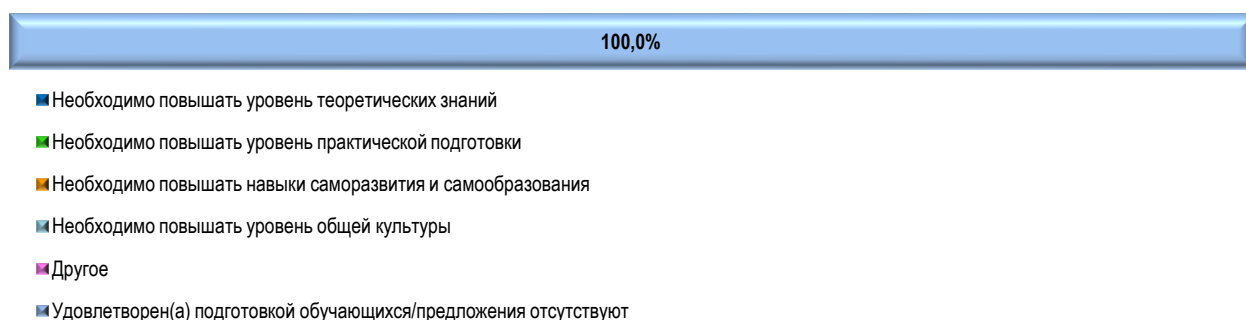 100,0%
Необходимо повышать уровень теоретических знаний
Необходимо повышать уровень практической подготовки
Необходимо повышать навыки саморазвития и самообразования
Необходимо повышать уровень общей культуры
Другое
Удовлетворен(а) подготовкой обучающихся/предложения отсутствуют